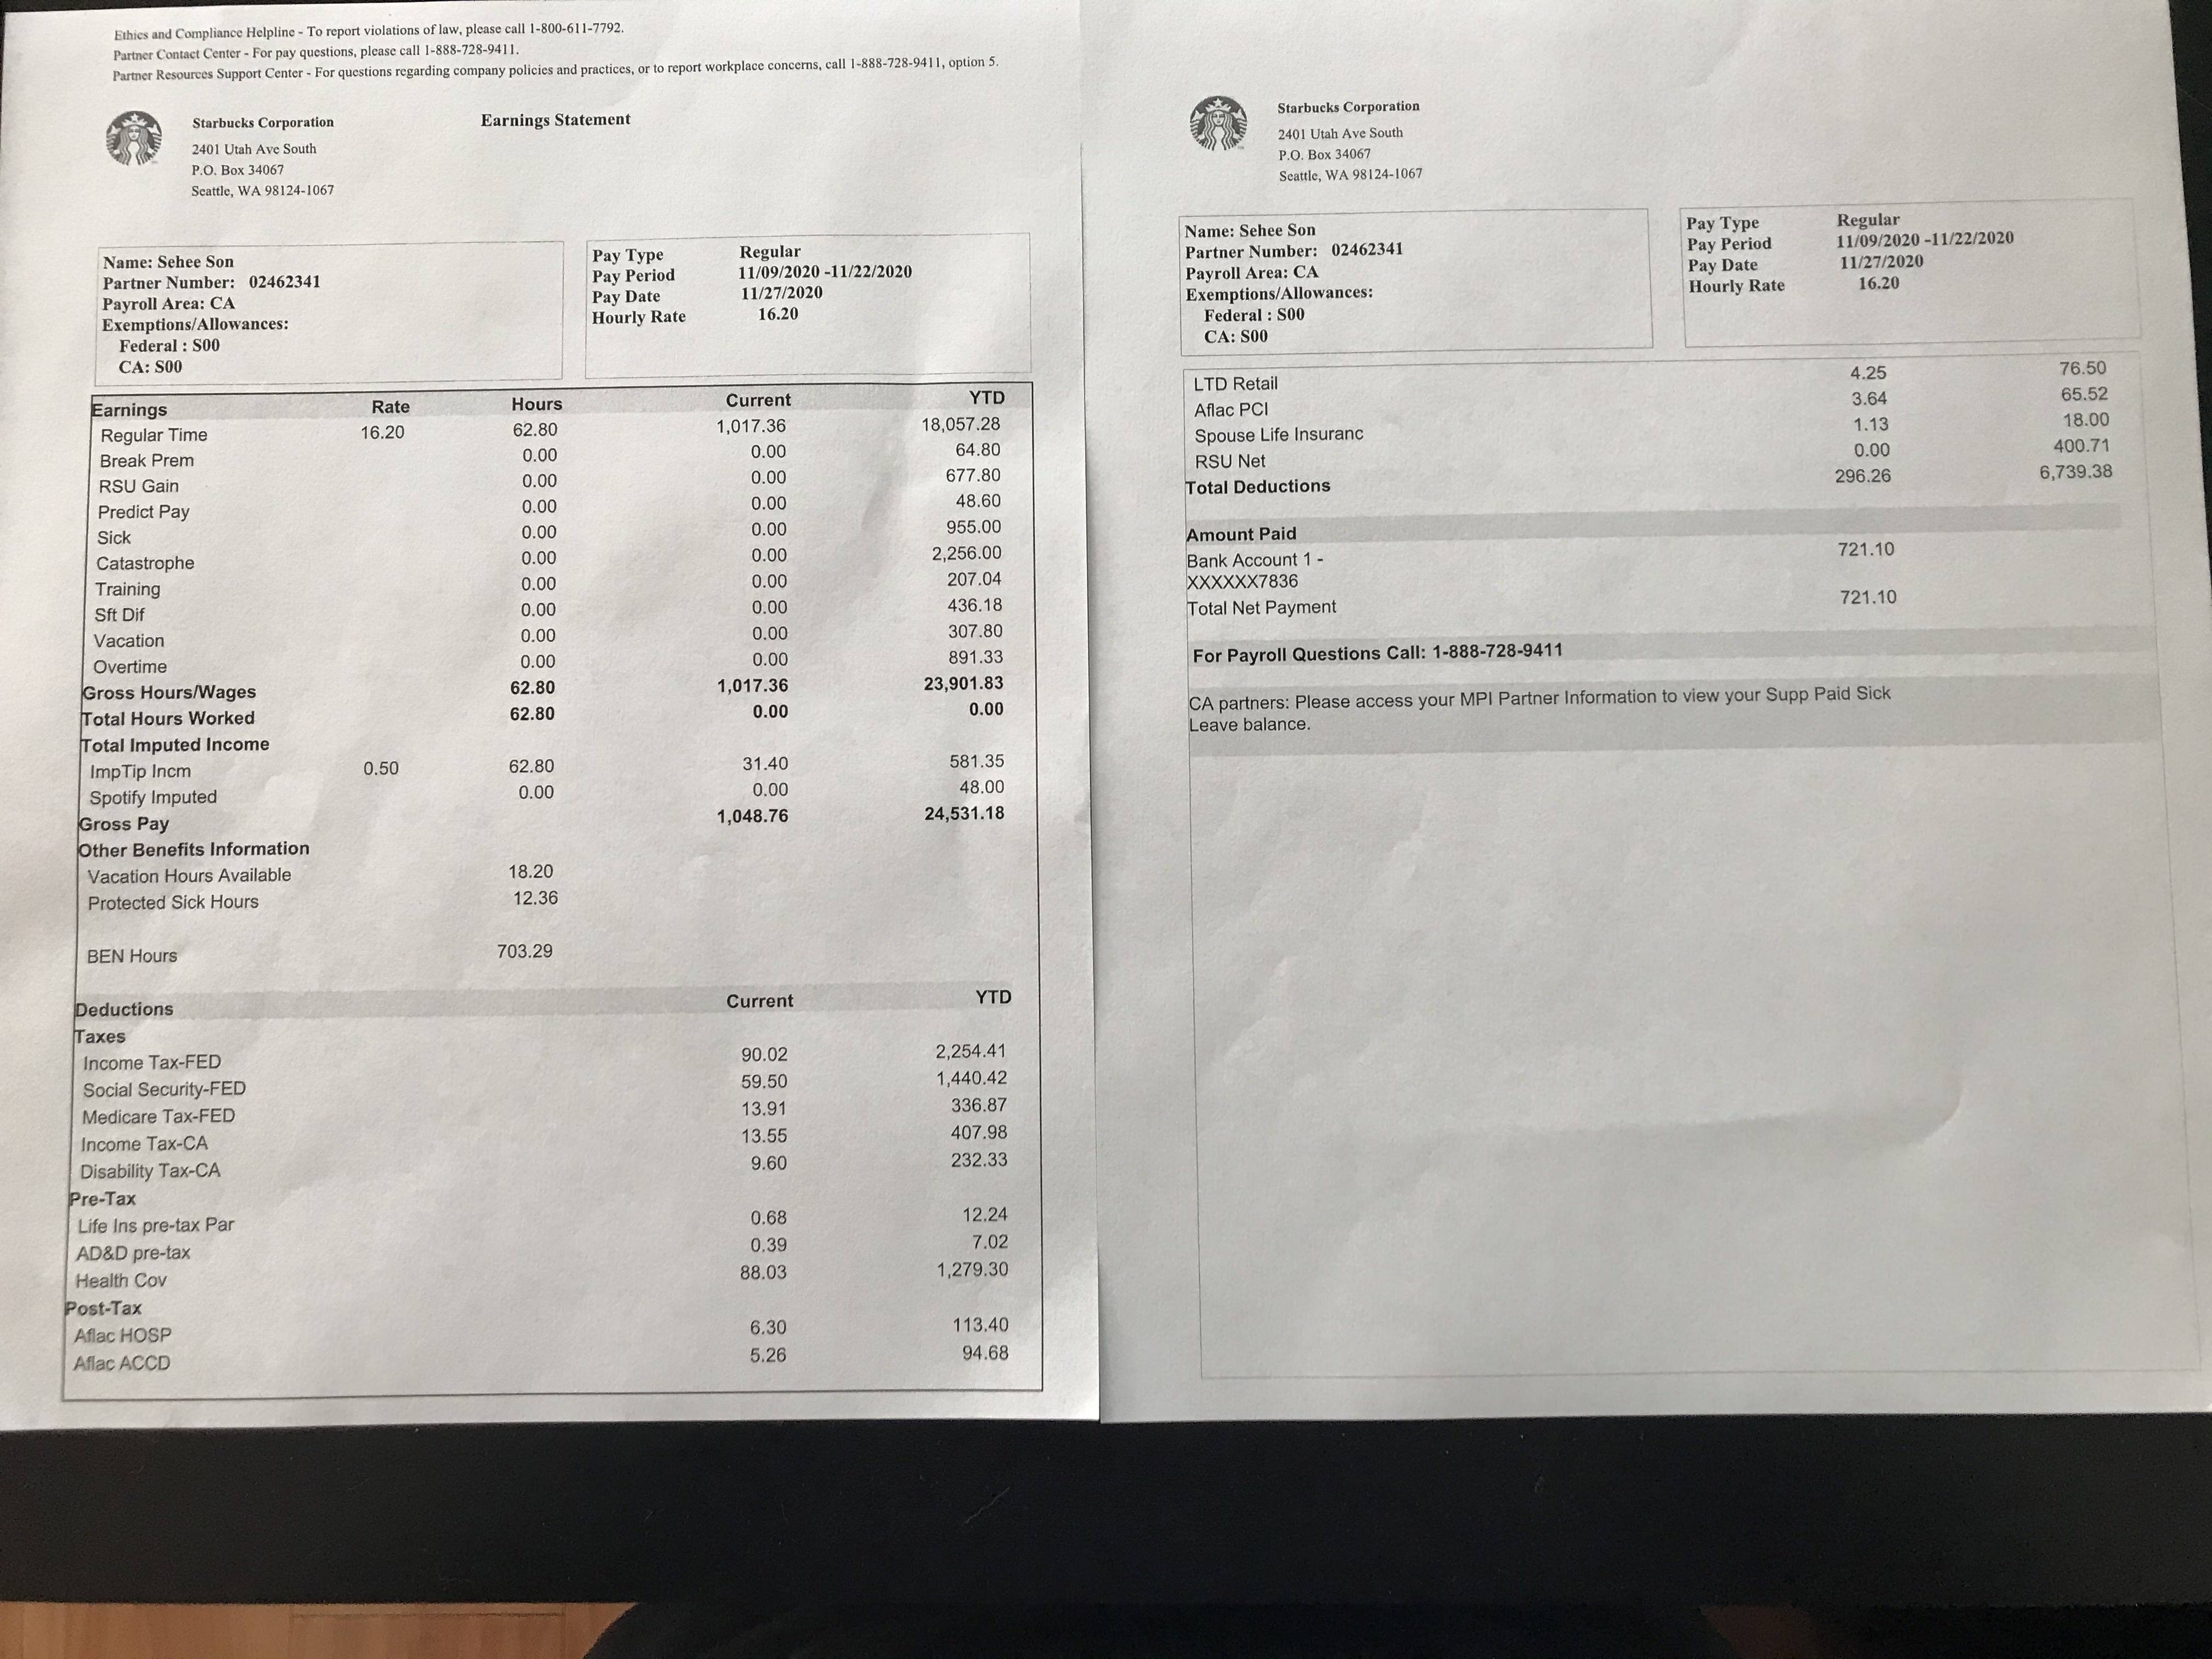 Ethics and Compliance Helpline - To report violations of law, please call 1-800-611-7792.
Partner Contact Center - For pay questions, please call 1-888-728-9411.
Partner Resources Support Center - For questions regarding company policies and practices, or to report workplace concerns, call 1-888-728-9411, option 5.
Starbucks Corporation Earnings Statement
2401 Utah Ave South
P.O. Box 34067
Seattle, WA 98124-1067
Name: Sehee Son Pay Type Regular
Partner Number: 02462341 Pay Period 11/09/2020 -11/22/2020
Payroll Area: CA Pay Date 11/27/2020
Exemptions/Allowances: Hourly Rate 16.20
Federal : S00
CA: S00
Earnings Rate Hours Current YTD
Regular Time 16.20 62.80 1,017.36 18,057.28
Break Prem 0.00 0.00 64.80
RSU Gain 0.00 0.00 677.80
Predict Pay 0.00 0.00 48.60
Sick 0.00 0.00 955.00
Catastrophe 0.00 0.00 2,256.00
Training 0.00 0.00 207.04
Sft Dif 0.00 0.00 436.18
Vacation 0.00 0.00 307.80
Overtime 0.00 0.00 891.33
Gross Hours/Wages 62.80 1,017.36 23,901.83
Total Hours Worked 62.80 0.00 0.00
Total Imputed Income
ImpTip Incm 0.50 62.80 31.40 581.35
Spotify Imputed 0.00 0.00 48.00
Gross Pay 1,048.76 24,531.18
Other Benefits Information
Vacation Hours Available 18.20
Protected Sick Hours 12.36
BEN Hours 703.29
Deductions Current YTD
Taxes
Income Tax-FED 90.02 2,254.41
Social Security-FED 59.50 1,440.42
Medicare Tax-FED 13.91 336.87
Income Tax-CA 13.55 407.98
Disability Tax-CA 9.60 232.33
Pre-Tax
Life Ins pre-tax Par 0.68 12.24
AD&D pre-tax 0.39 7.02
Health Cov 88.03 1,279.30
Post-Tax
Aflac HOSP 6.30 113.40
Aflac ACCD 5.26 94.68
Starbucks Corporation
2401 Utah Ave South
P.O. Box 34067
Seattle, WA 98124-1067
Name: Sehee Son Pay Type Regular
Partner Number: 02462341 Pay Period 11/09/2020 -11/22/2020
Payroll Area: CA Pay Date 11/27/2020
Exemptions/Allowances: Hourly Rate 16.20
Federal : S00
CA: S00
LTD Retail 4.25 76.50
Aflac PCI 3.64 65.52
Spouse Life Insuranc 1.13 18.00
RSU Net 0.00 400.71
Total Deductions 296.26 6,739.38
Amount Paid
Bank Account 1 - 721.10
XXXXXX7836
Total Net Payment 721.10
For Payroll Questions Call: 1-888-728-9411
CA partners: Please access your MPI Partner Information to view your Supp Paid Sick
Leave balance.